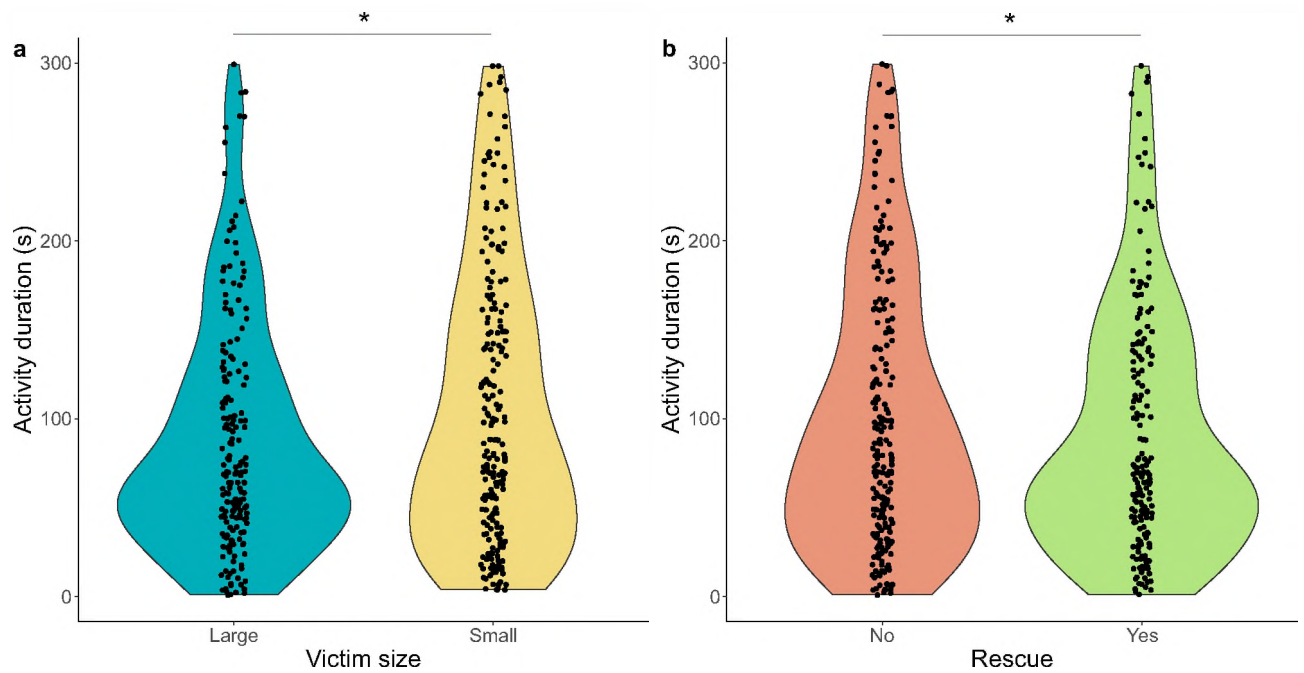 a
*
Activity duration (s)
300
200
100
0
Large
Small
Victim size
b
*
Activity duration (s)
300
200
100
0
No
Yes
Rescue